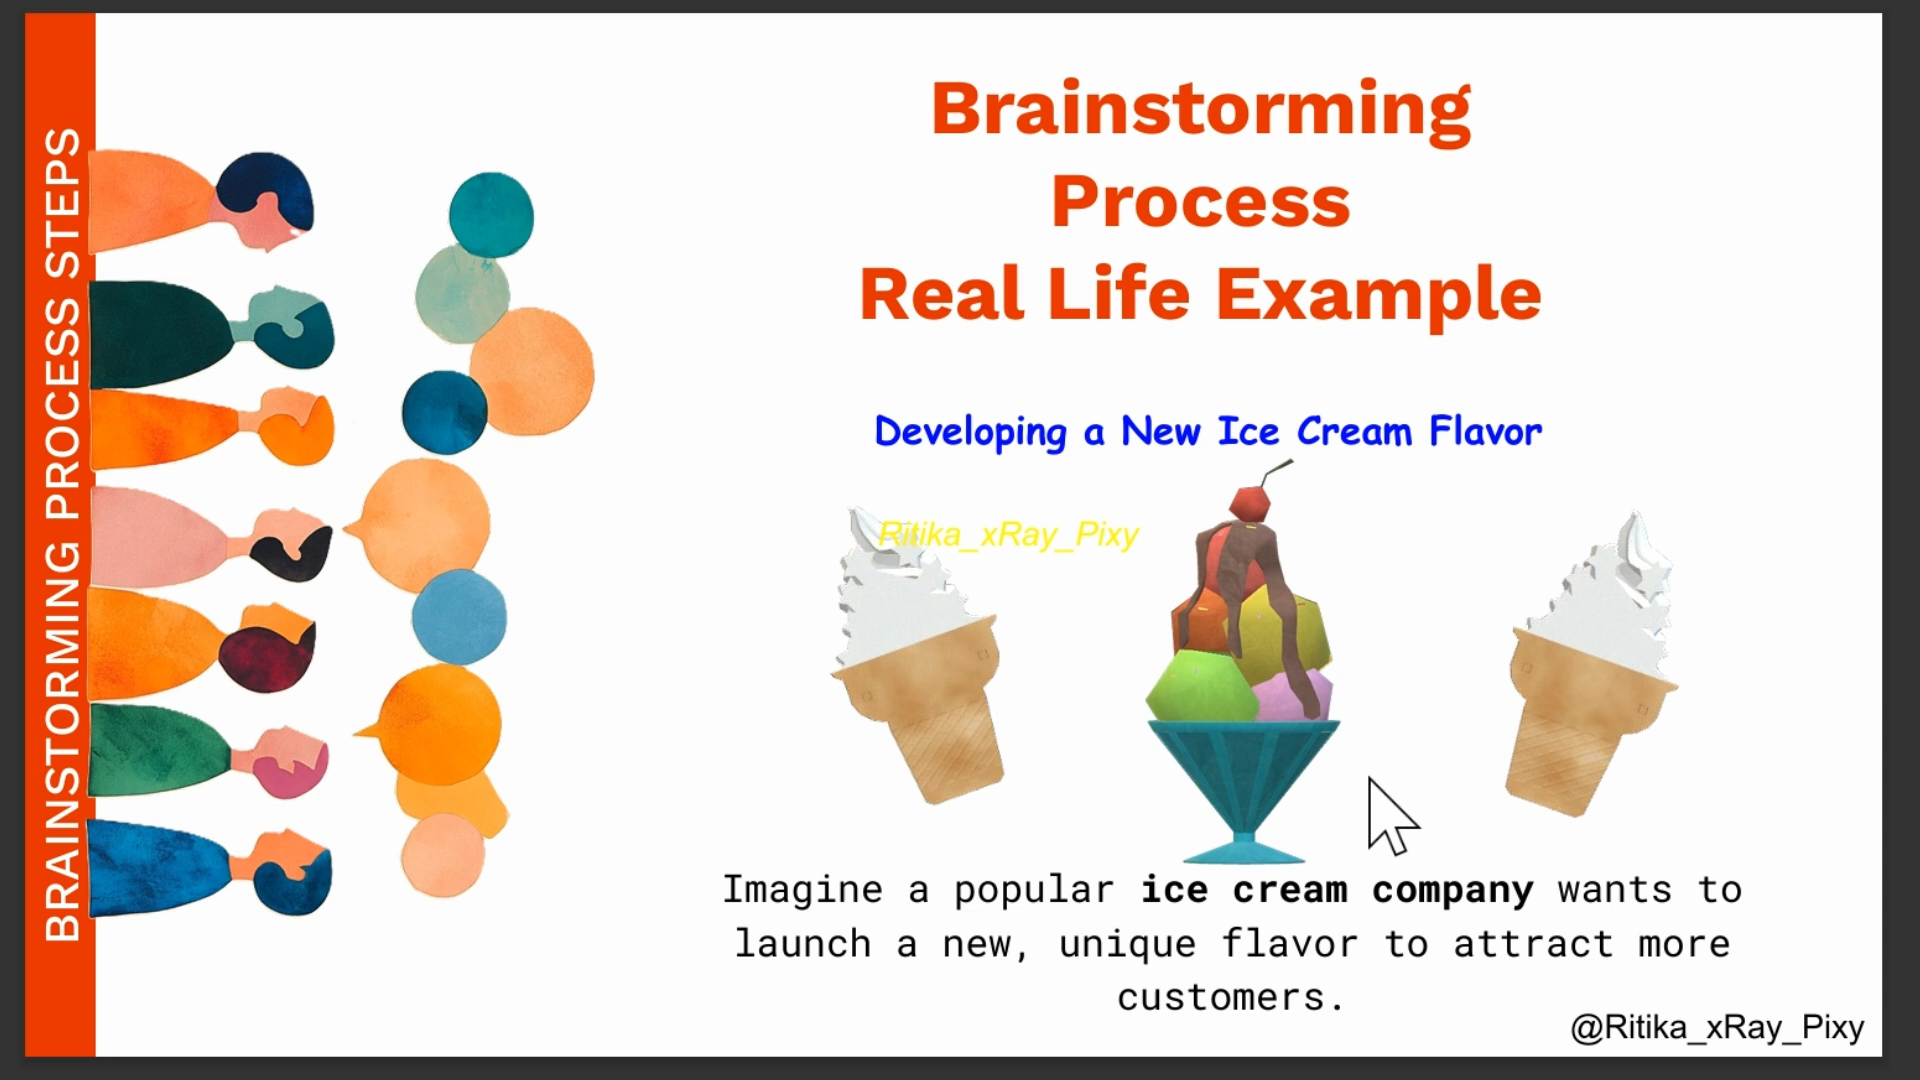 BRAINSTORMING PROCESS STEPS
Brainstorming
Process
Real Life Example
Developing a New Ice Cream Flavor
Ritika_xRay_Pixy
Imagine a popular ice cream company wants to
launch a new, unique flavor to attract more
customers.
@Ritika_xRay_Pixy